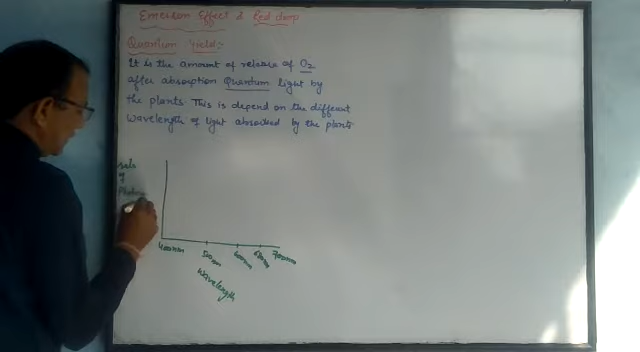 Emerson Effect & Red drop
Quantum Yield:-
It is the amount of release of O2
after absorption Quantum light by
the plants. This is depend on the different
wavelength of light absorbed by the plants
of
400nm
600nm
700nm
wavelength